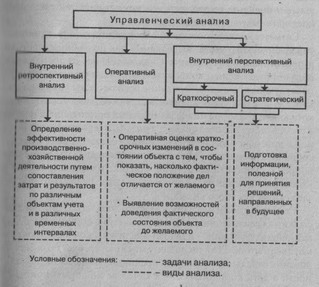 Управленческий анализ
Внутренний
ретроспективный
анализ
Оперативный
анализ
Внутренний перспективный
анализ
Краткосрочный
Стратегический
Определение
эффективности
производственно-
хозяйственной
деятельности путем
сопоставления
затрат и результатов
по различным
объектам учета
и в различных
временных
интервалах
• Оперативная оценка кратко-
срочных изменений в сос-
тоянии объекта с тем, чтобы
показать, насколько факти-
ческое положение дел
отличается от желаемого
• Выявление возможностей
доведения фактического
состояния объекта
до желаемого
Подготовка
информации,
полезной
для принятия
решений,
направленных
в будущее
Условные обозначения: — задачи анализа;
- - - виды анализа.